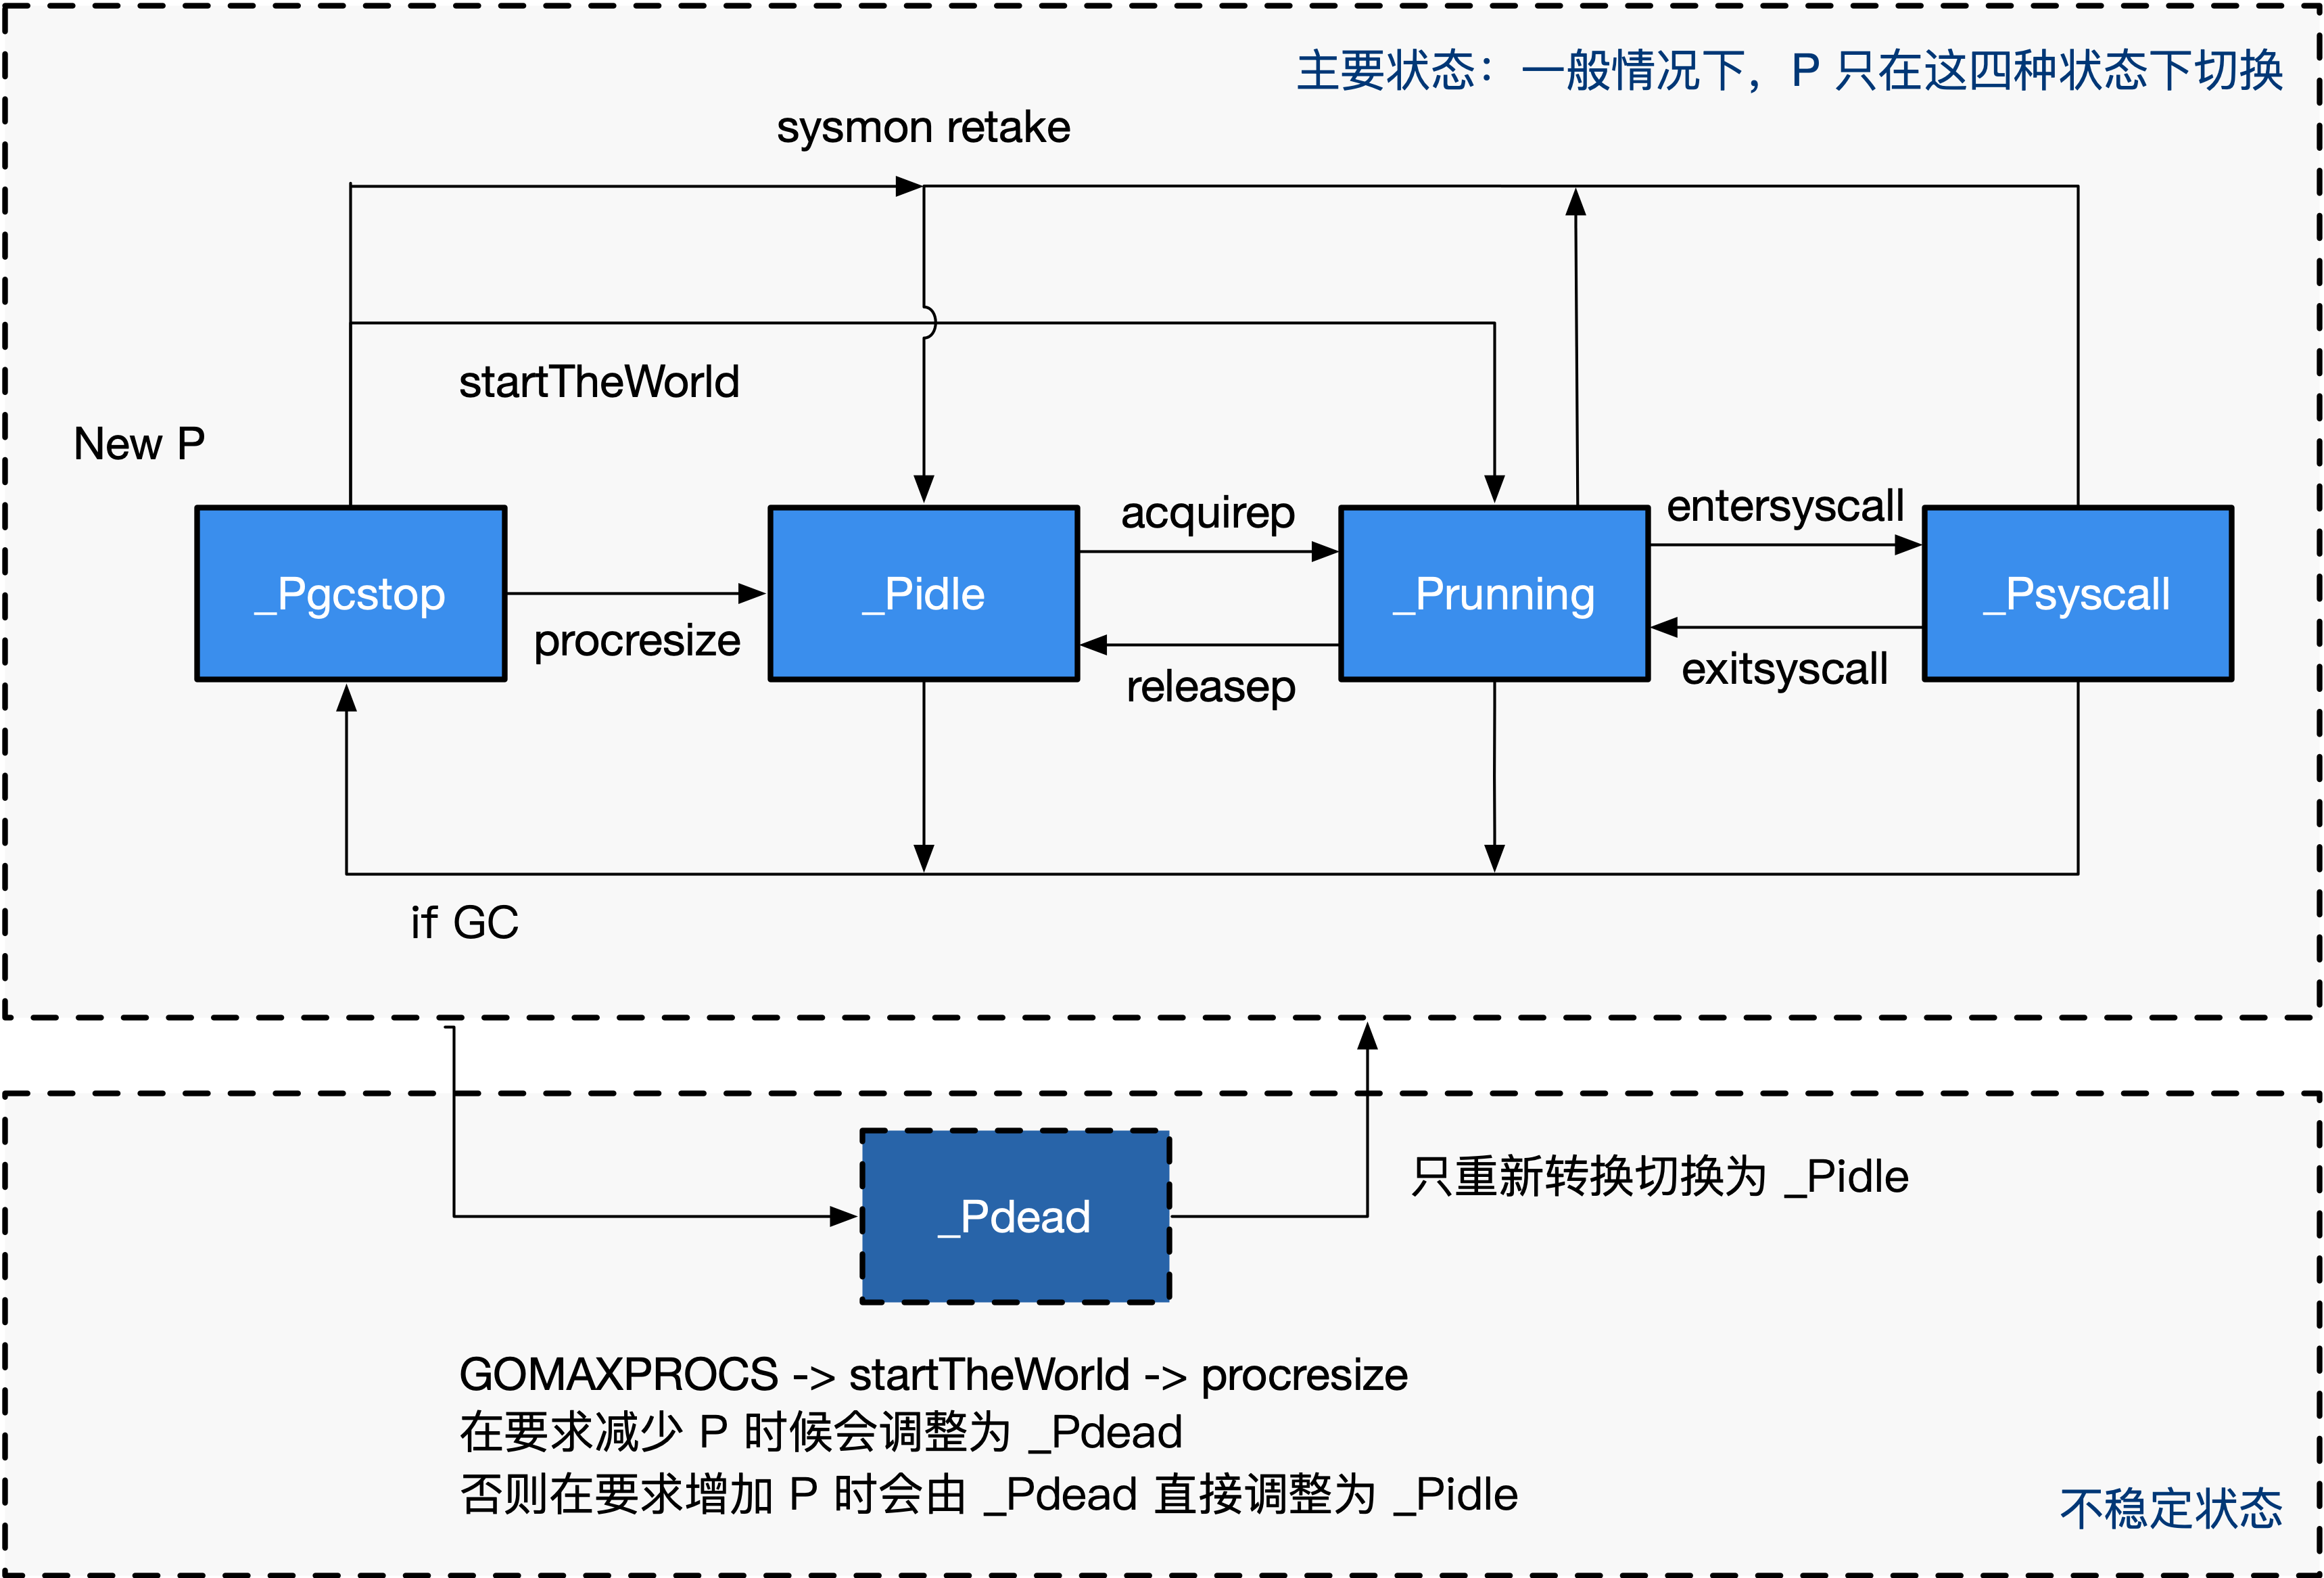 主要状态：一般情况下，P 只在这四种状态下切换
sysmon retake
startTheWorld
New P
acquirep
entersyscall
_Pgcstop
_Pidle
_Prunning
_Psyscall
procresize
releasep
exitsyscall
if GC
只重新转换切换为 _Pidle
_Pdead
GOMAXPROCS -> startTheWorld -> procresize
在要求减少 P 时候会调整为 _Pdead
否则在要求增加 P 时会由 _Pdead 直接调整为 _Pidle
不稳定状态